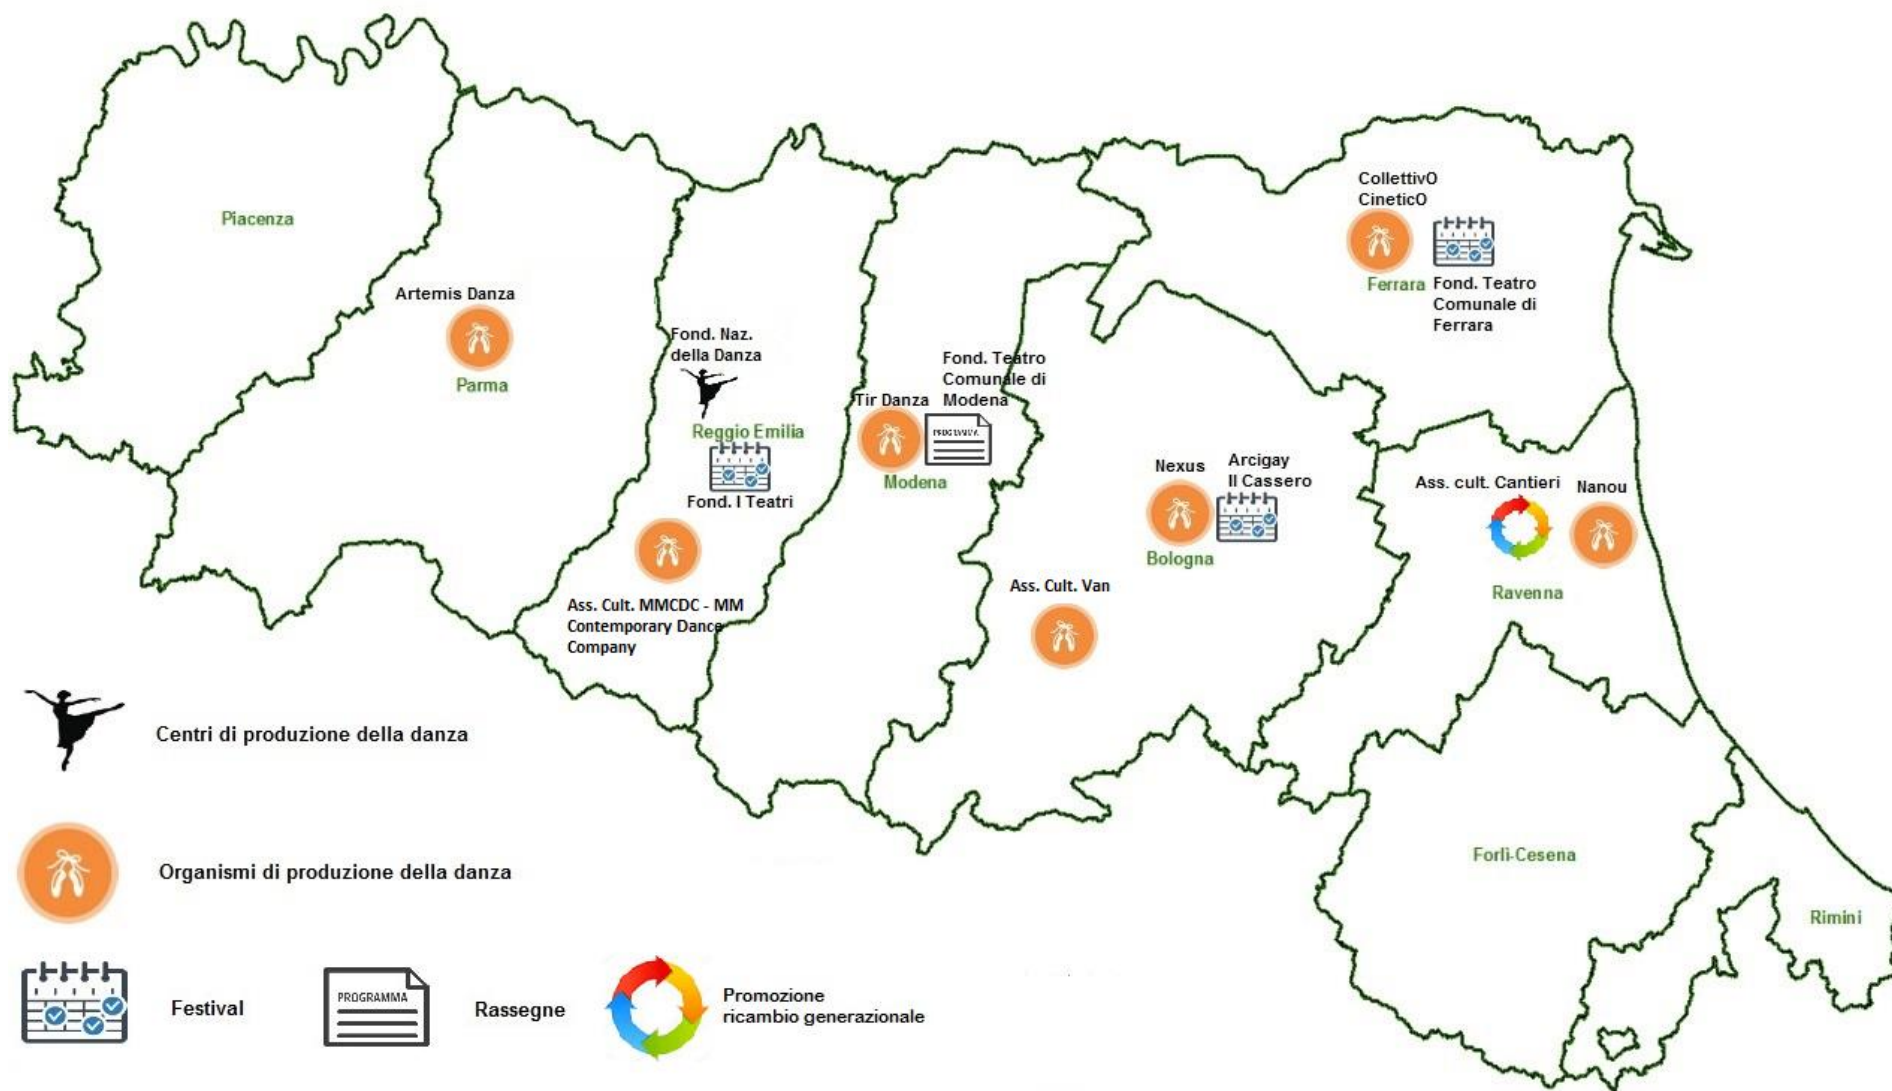 Piacenza
Artemis Danza
Parma
Fond. Naz.
della Danza
Reggio Emilia
Fond. I Teatri
Ass. Cult. MMCDC - MM
Contemporary Dance
Company
Tir Danza
Fond. Teatro
Comunale di
Modena
PROGRAMMA
Modena
CollettivO
CineticO
Ferrara
Fond. Teatro
Comunale di
Ferrara
Nexus
Arcigay
Il Cassero
Bologna
Ass. Cult. Van
Ass. cult. Cantieri
Nanou
Ravenna
Forlì-Cesena
Rimini
Centri di produzione della danza
Organismi di produzione della danza
Festival
PROGRAMMA
Rassegne
Promozione
ricambio generazionale